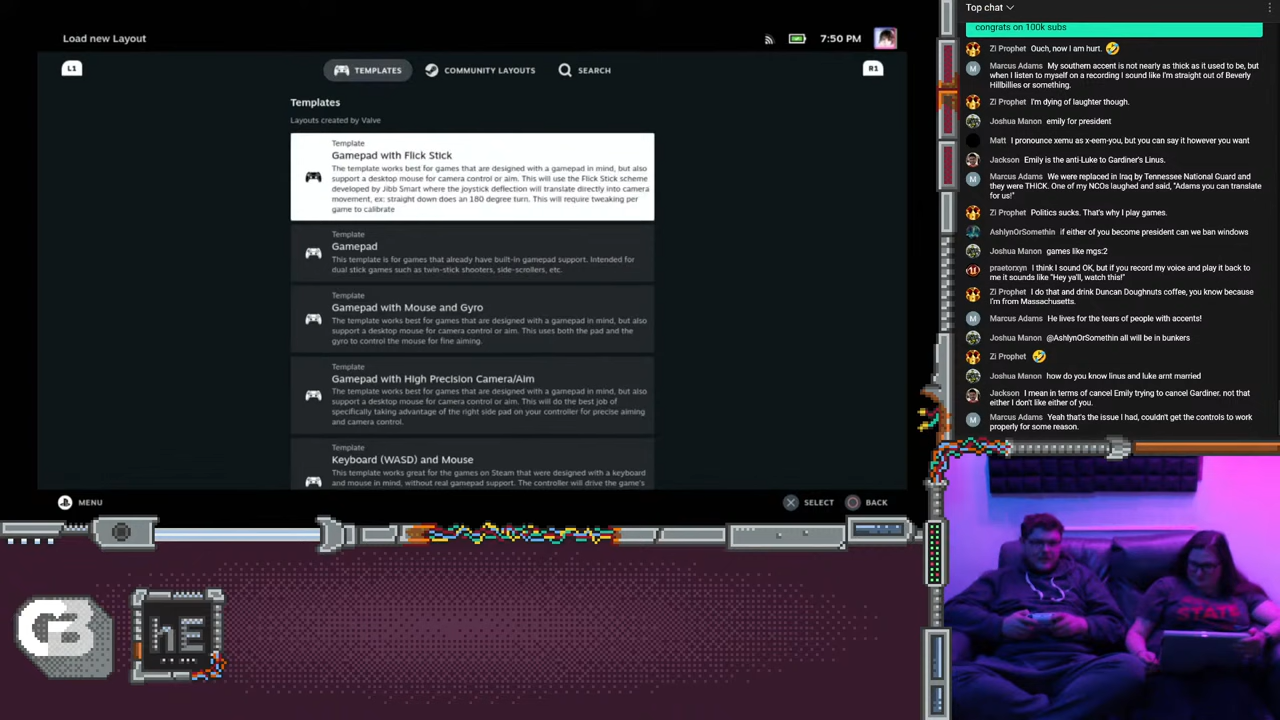 Load new Layout
7:50 PM
L1
TEMPLATES
COMMUNITY LAYOUTS
SEARCH
R1
Templates
Layouts created by Valve
Template
Gamepad with Flick Stick
The template works best for games that are designed with a gamepad in mind, but also
support a desktop mouse for camera control or aim. This will use the Flick Stick scheme
developed by Jibb Smart where the joystick deflection will translate directly into camera
movement, ex: straight down does an 180 degree turn. This will require tweaking per
game to calibrate
Template
Gamepad
This template is for games that already have built-in gamepad support. Intended for
dual stick games such as twin-stick shooters, side-scrollers, etc.
Template
Gamepad with Mouse and Gyro
The template works best for games that are designed with a gamepad in mind, but also
support a desktop mouse for camera control or aim. This uses both the pad and the
gyro to control the mouse for fine aiming.
Template
Gamepad with High Precision Camera/Aim
The template works best for games that are designed with a gamepad in mind, but also
support a desktop mouse for camera control or aim. This will do the best job of
specifically taking advantage of the right side pad on your controller for precise aiming
and camera control.
Template
Keyboard (WASD) and Mouse
This template works great for the games on Steam that were designed with a keyboard
and mouse in mind, without real gamepad support. The controller will drive the game's
MENU
SELECT
BACK
Top chat
congrats on 100k subs
Zi Prophet Ouch, now I am hurt. 🤣
Marcus Adams My southern accent is not nearly as thick as it used to be, but
when I listen to myself on a recording I sound like I'm straight out of Beverly
Hillbillies or something.
Zi Prophet I'm dying of laughter though.
Joshua Manon emily for president
Matt I pronounce xemu as x-eem-you, but you can say it however you want
Jackson Emily is the anti-Luke to Gardiner's Linus.
Marcus Adams We were replaced in Iraq by Tennessee National Guard and
they were THICK. One of my NCOs laughed and said, "Adams you can translate
for us!"
Zi Prophet Politics sucks. That's why I play games.
AshlynOrSomethin if either of you become president can we ban windows
Joshua Manon games like mgs:2
praetorxyn I think I sound OK, but if you record my voice and play it back to
me it sounds like "Hey ya'll, watch this!"
Zi Prophet I do that and drink Duncan Doughnuts coffee, you know because
I'm from Massachusetts.
Marcus Adams He lives for the tears of people with accents!
Joshua Manon @AshlynOrSomethin all will be in bunkers
Zi Prophet 🤣
Joshua Manon how do you know linus and luke arnt married
Jackson I mean in terms of cancel Emily trying to cancel Gardiner. not that
either I don't like either of you.
Marcus Adams Yeah that's the issue I had, couldn't get the controls to work
properly for some reason.
GB
hE
STATE